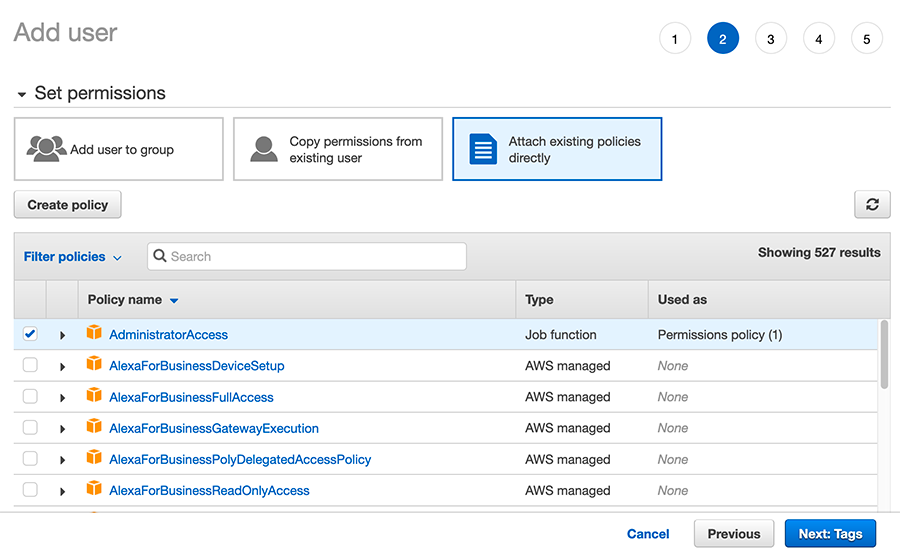 Add user
1 2 3 4 5
Set permissions
Add user to group
Copy permissions from
existing user
Attach existing policies
directly
Create policy
Filter policies
Search
Showing 527 results
Policy name Type Used as
AdministratorAccess Job function Permissions policy (1)
AlexaForBusinessDeviceSetup AWS managed None
AlexaForBusinessFullAccess AWS managed None
AlexaForBusinessGatewayExecution AWS managed None
AlexaForBusinessPolyDelegatedAccessPolicy AWS managed None
AlexaForBusinessReadOnlyAccess AWS managed None
Cancel Previous Next: Tags